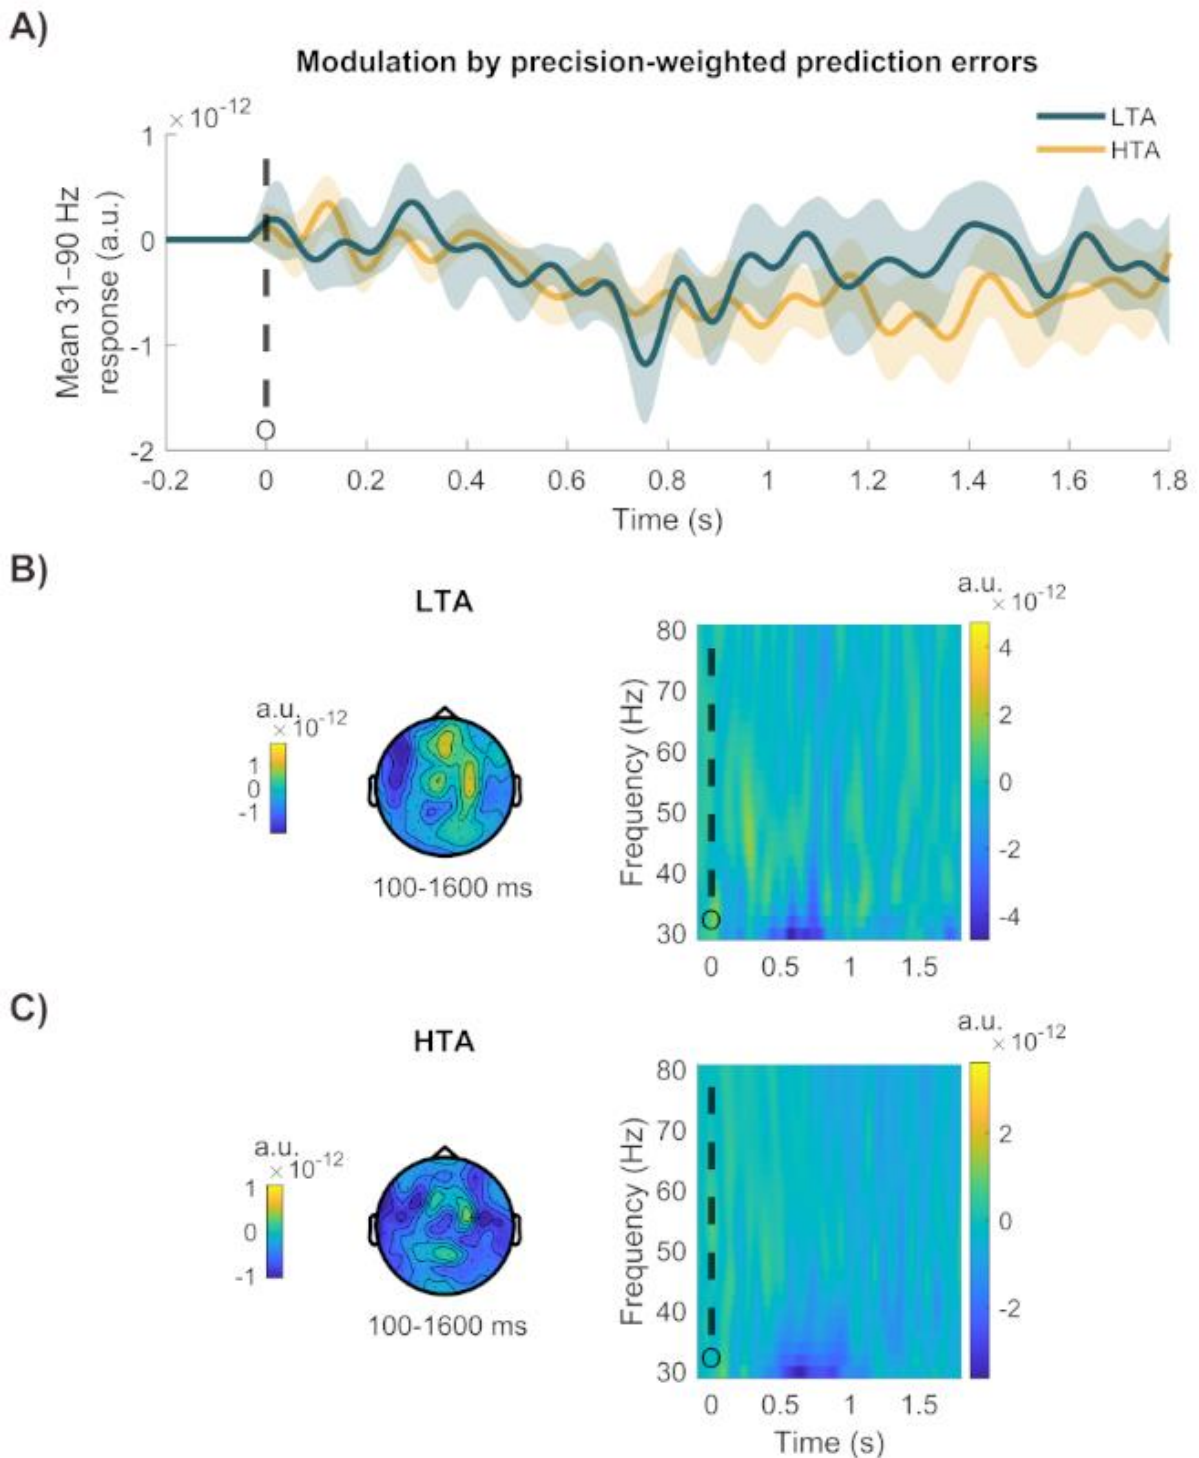 A)
Modulation by precision-weighted prediction errors
×10-12
LTA
HTA
Mean 31–90 Hz
response (a.u.)
1
0
-1
-2
O
-0.2 0 0.2 0.4 0.6 0.8 1 1.2 1.4 1.6 1.8
Time (s)
B)
LTA
a.u.
×10-12
1
0
-1
100-1600 ms
a.u.
×10-12
Frequency (Hz)
80
70
60
50
40
30
O
0 0.5 1 1.5
4
2
0
-2
-4
C)
HTA
a.u.
×10-12
1
0
-1
100-1600 ms
a.u.
×10-12
Frequency (Hz)
80
70
60
50
40
30
O
0 0.5 1 1.5
Time (s)
2
0
-2